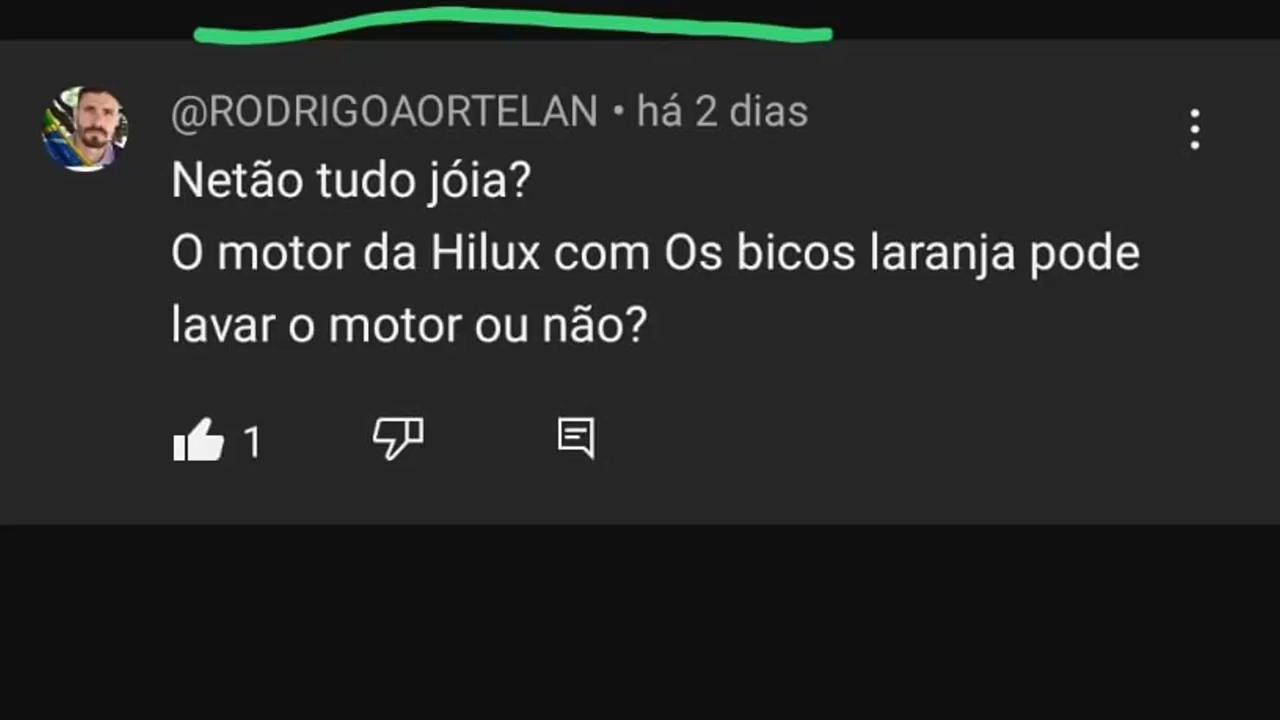 @RODRIGOAORTELAN • há 2 dias
Netão tudo jóia?
O motor da Hilux com Os bicos laranja pode
lavar o motor ou não?
1